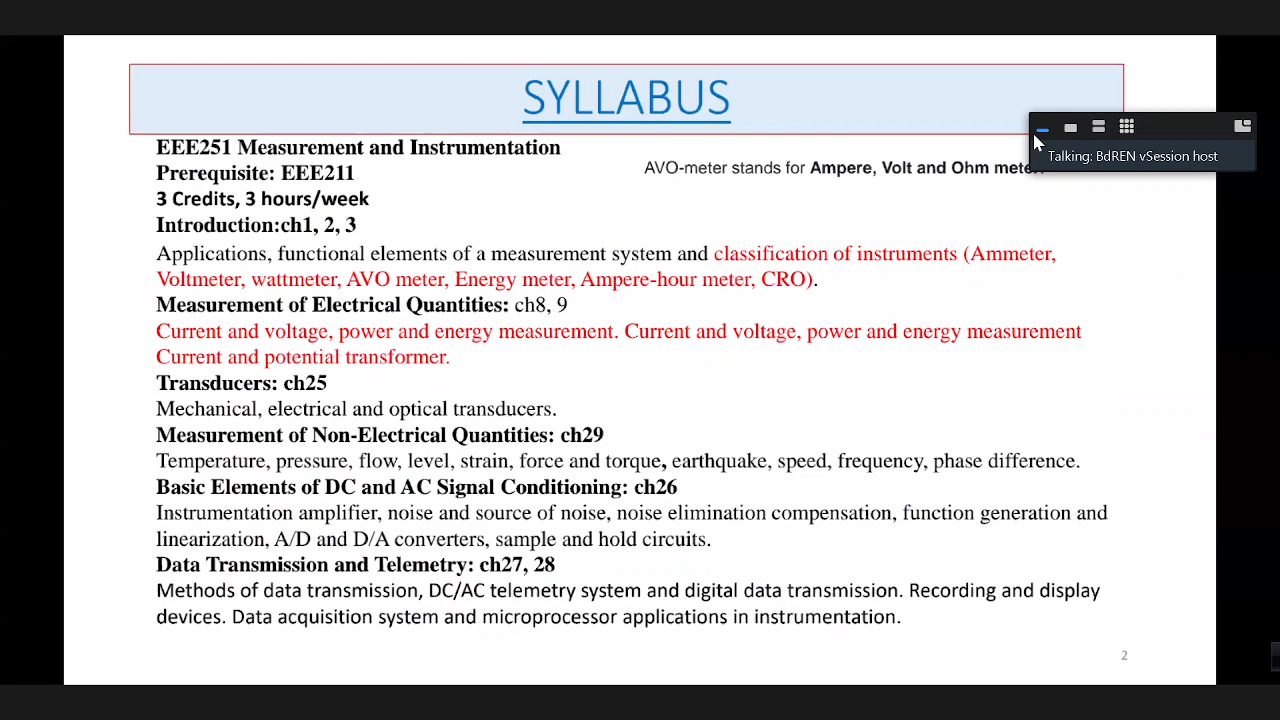 SYLLABUS
EEE251 Measurement and Instrumentation
Prerequisite: EEE211
AVO-meter stands for Ampere, Volt and Ohm meter
Talking: BdREN vSession host
3 Credits, 3 hours/week
Introduction:ch1, 2, 3
Applications, functional elements of a measurement system and classification of instruments (Ammeter,
Voltmeter, wattmeter, AVO meter, Energy meter, Ampere-hour meter, CRO).
Measurement of Electrical Quantities: ch8, 9
Current and voltage, power and energy measurement. Current and voltage, power and energy measurement
Current and potential transformer.
Transducers: ch25
Mechanical, electrical and optical transducers.
Measurement of Non-Electrical Quantities: ch29
Temperature, pressure, flow, level, strain, force and torque, earthquake, speed, frequency, phase difference.
Basic Elements of DC and AC Signal Conditioning: ch26
Instrumentation amplifier, noise and source of noise, noise elimination compensation, function generation and
linearization, A/D and D/A converters, sample and hold circuits.
Data Transmission and Telemetry: ch27, 28
Methods of data transmission, DC/AC telemetry system and digital data transmission. Recording and display
devices. Data acquisition system and microprocessor applications in instrumentation.
2